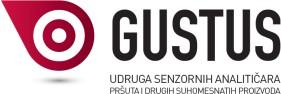 GUSTUS
UDRUGA SENZORNIH ANALITIČARA
PRŠUTA I DRUGIH SUHOMESNATIH PROIZVODA